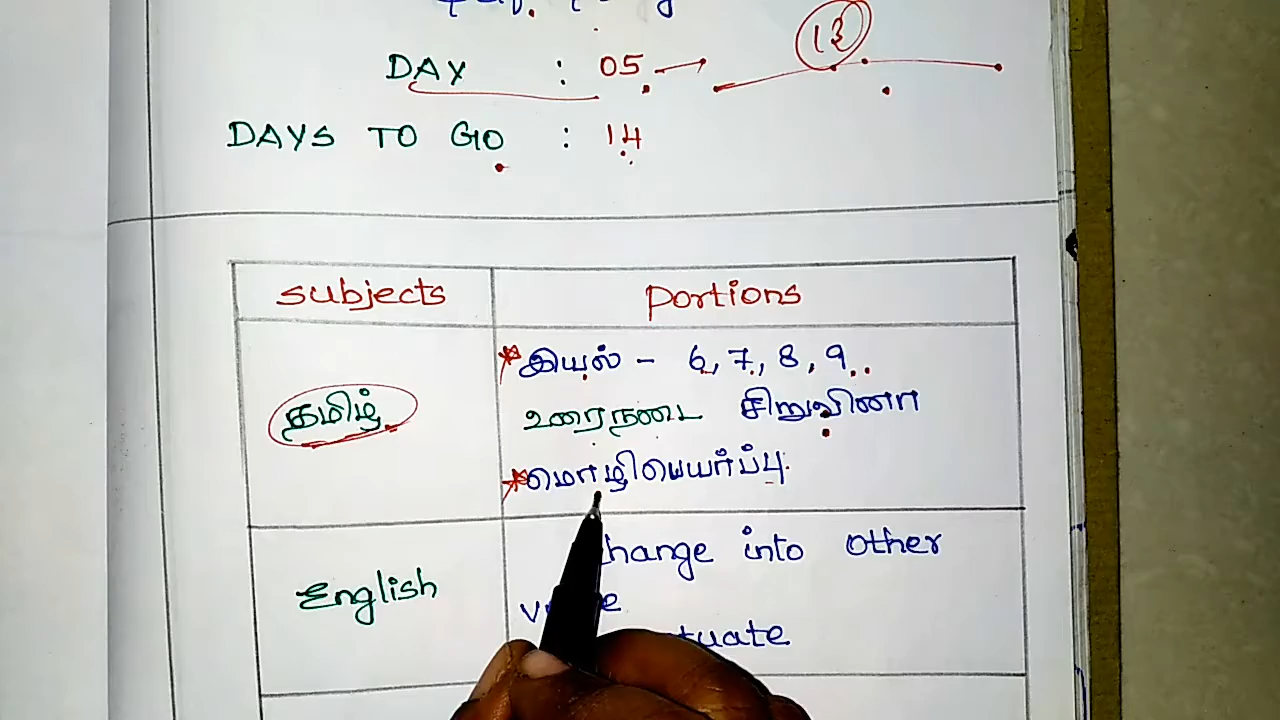 13
DAY : 05
DAYS TO GO : 14
subjects portions
தமிழ்
*இயல் - 6, 7, 8, 9..
உரைநடை சிறுவினா
*மொழிபெயர்ப்பு
English
change into other